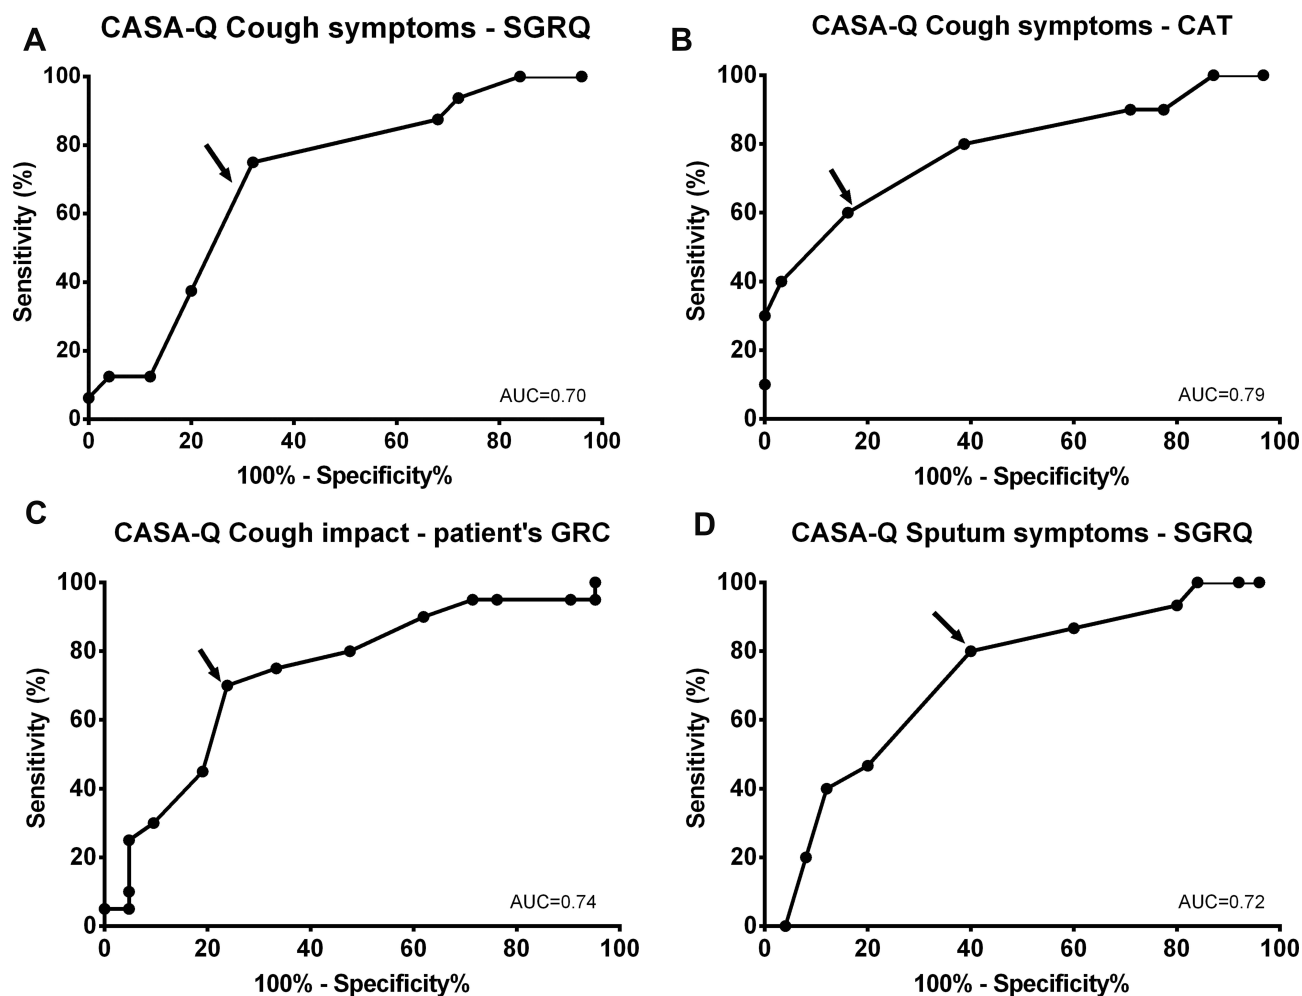 A
CASA-Q Cough symptoms - SGRQ
100
80
60
40
20
0
Sensitivity (%)
AUC=0.70
0 20 40 60 80 100
100% - Specificity%
B
CASA-Q Cough symptoms - CAT
100
80
60
40
20
0
Sensitivity (%)
AUC=0.79
0 20 40 60 80 100
100% - Specificity%
C
CASA-Q Cough impact - patient's GRC
100
80
60
40
20
0
Sensitivity (%)
AUC=0.74
0 20 40 60 80 100
100% - Specificity%
D
CASA-Q Sputum symptoms - SGRQ
100
80
60
40
20
0
Sensitivity (%)
AUC=0.72
0 20 40 60 80 100
100% - Specificity%